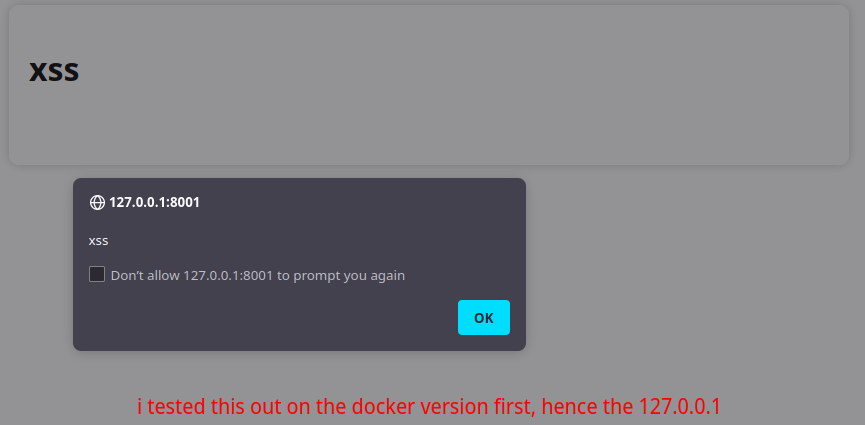 xss
127.0.0.1:8001
xss
Don't allow 127.0.0.1:8001 to prompt you again
OK
i tested this out on the docker version first, hence the 127.0.0.1